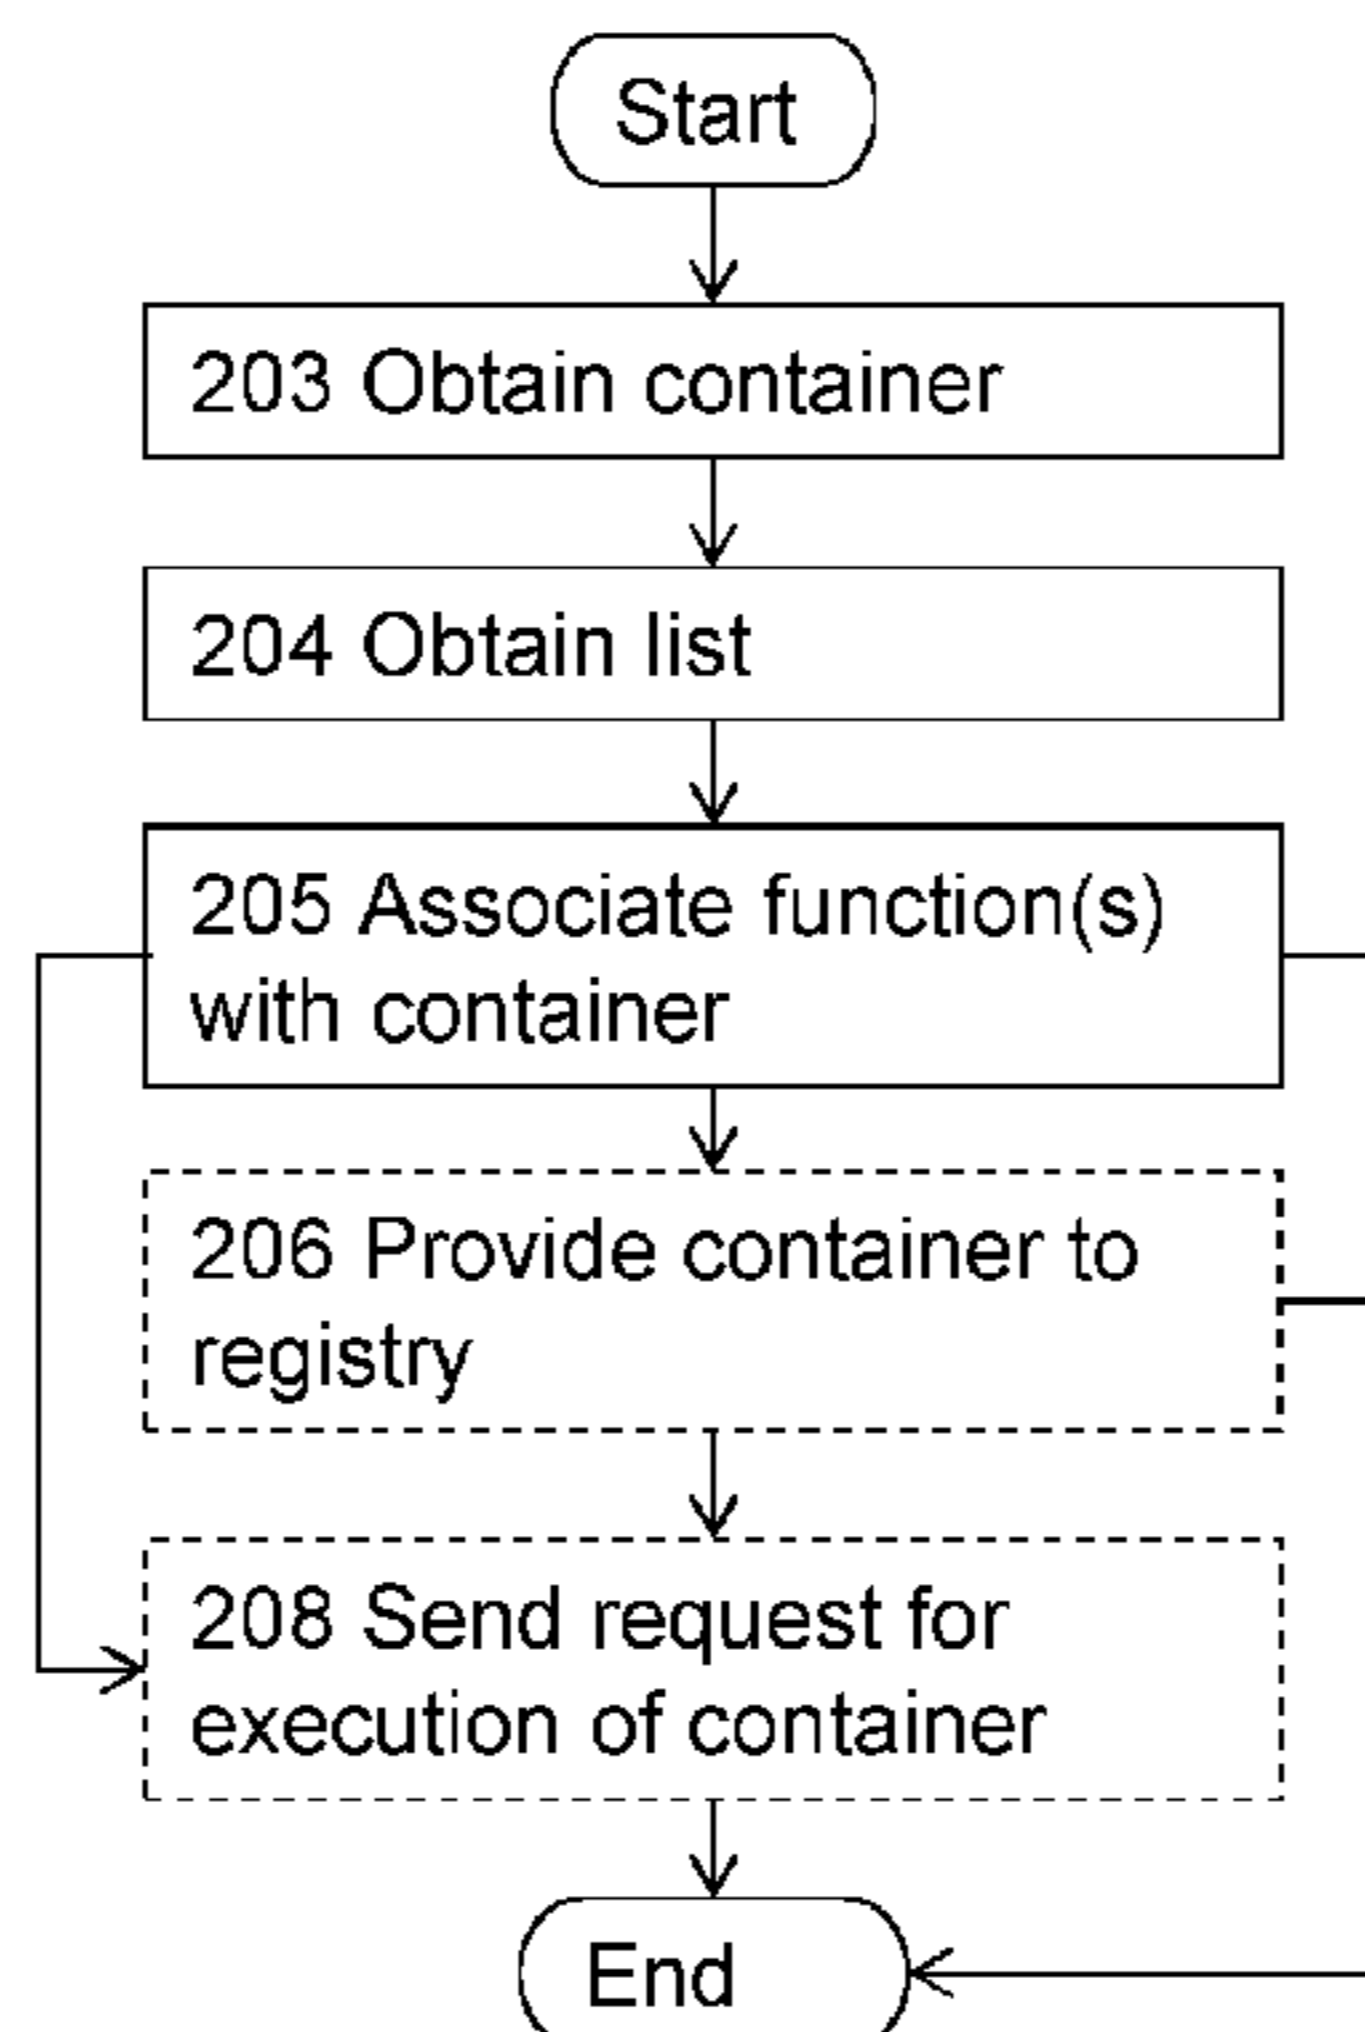 Start
203 Obtain container
204 Obtain list
205 Associate function(s)
with container
206 Provide container to
registry
208 Send request for
execution of container
End